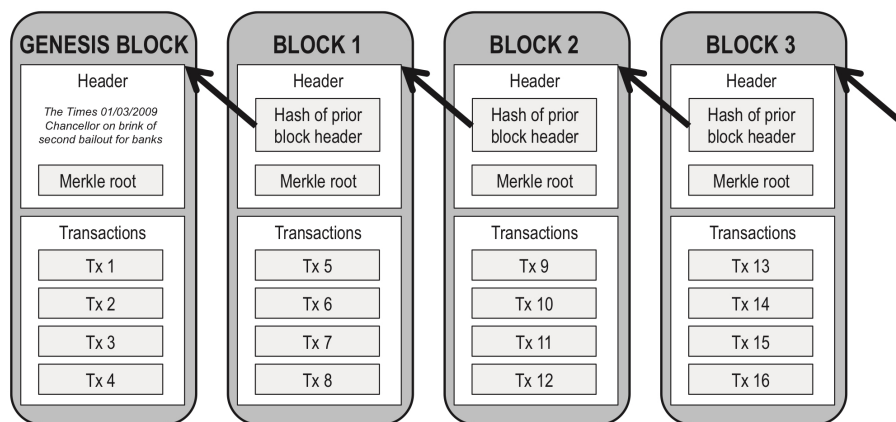 GENESIS BLOCK
Header
The Times 01/03/2009
Chancellor on brink of
second bailout for banks
Merkle root
Transactions
Tx 1
Tx 2
Tx 3
Tx 4
BLOCK 1
Header
Hash of prior
block header
Merkle root
Transactions
Tx 5
Tx 6
Tx 7
Tx 8
BLOCK 2
Header
Hash of prior
block header
Merkle root
Transactions
Tx 9
Tx 10
Tx 11
Tx 12
BLOCK 3
Header
Hash of prior
block header
Merkle root
Transactions
Tx 13
Tx 14
Tx 15
Tx 16